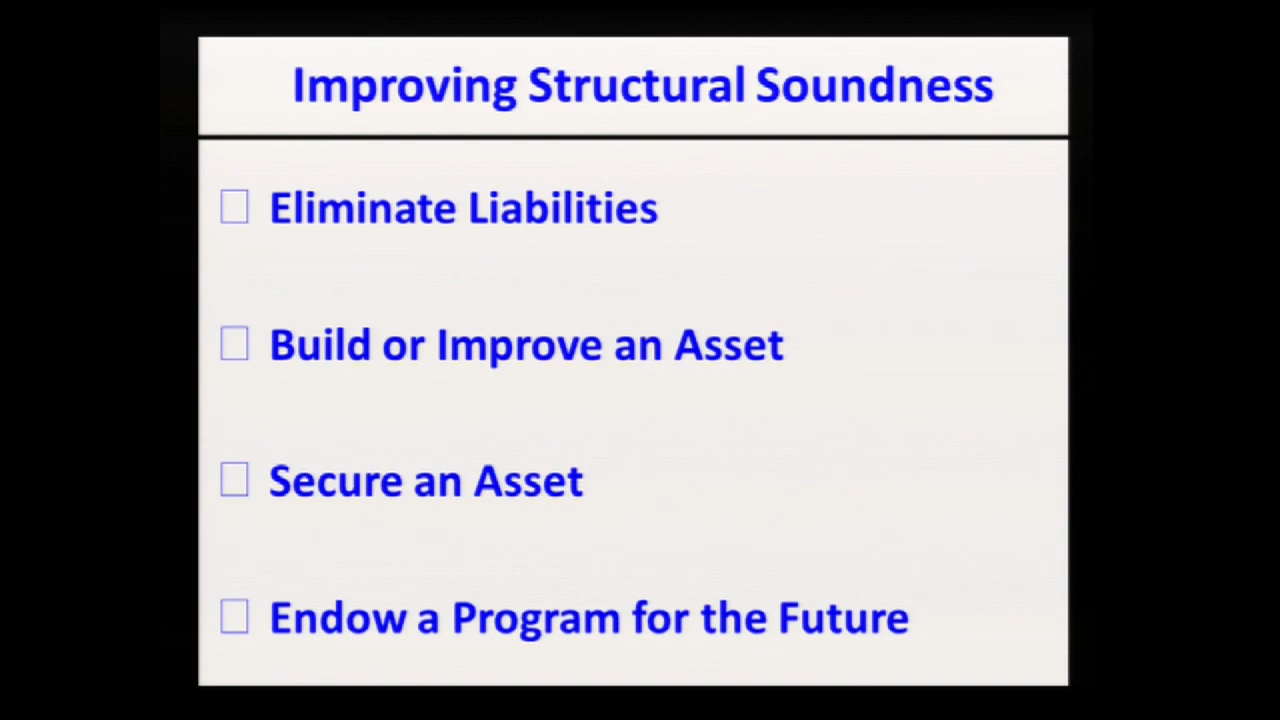 Improving Structural Soundness
Eliminate Liabilities
Build or Improve an Asset
Secure an Asset
Endow a Program for the Future